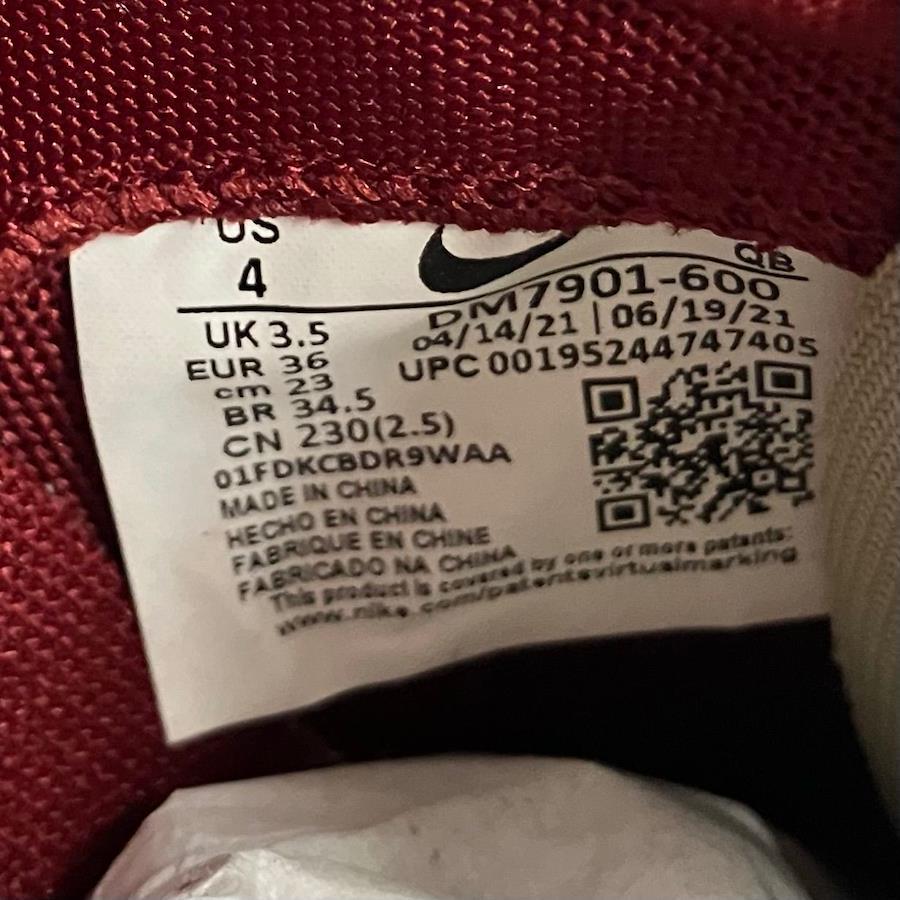 US
4
UK 3.5
EUR 36
cm 23
BR 34.5
CN 230(2.5)
01FDKCBDR9WAA
MADE IN CHINA
HECHO EN CHINA
FABRIQUE EN CHINE
FABRICADO NA CHINA
QB
DM7901-600
04/14/21 | 06/19/21
UPC 00195244747405
This product is covered by one or more patents:
www.nike.com/patentsvirtualmarking